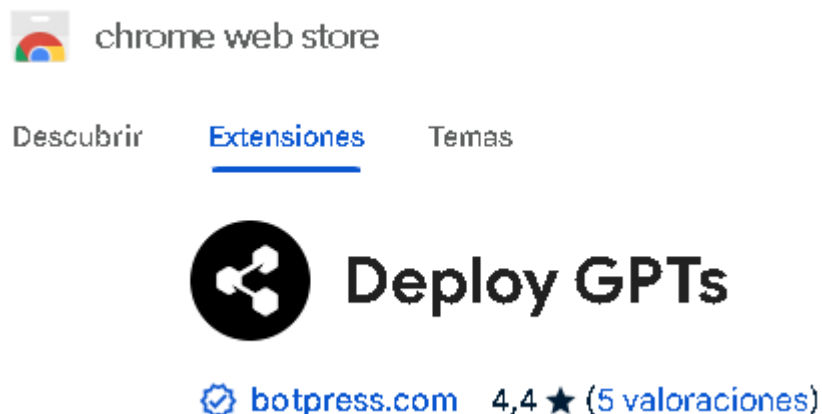 chrome web store
Descubrir Extensiones Temas
Deploy GPTs
botpress.com 4,4 ★ (5 valoraciones)